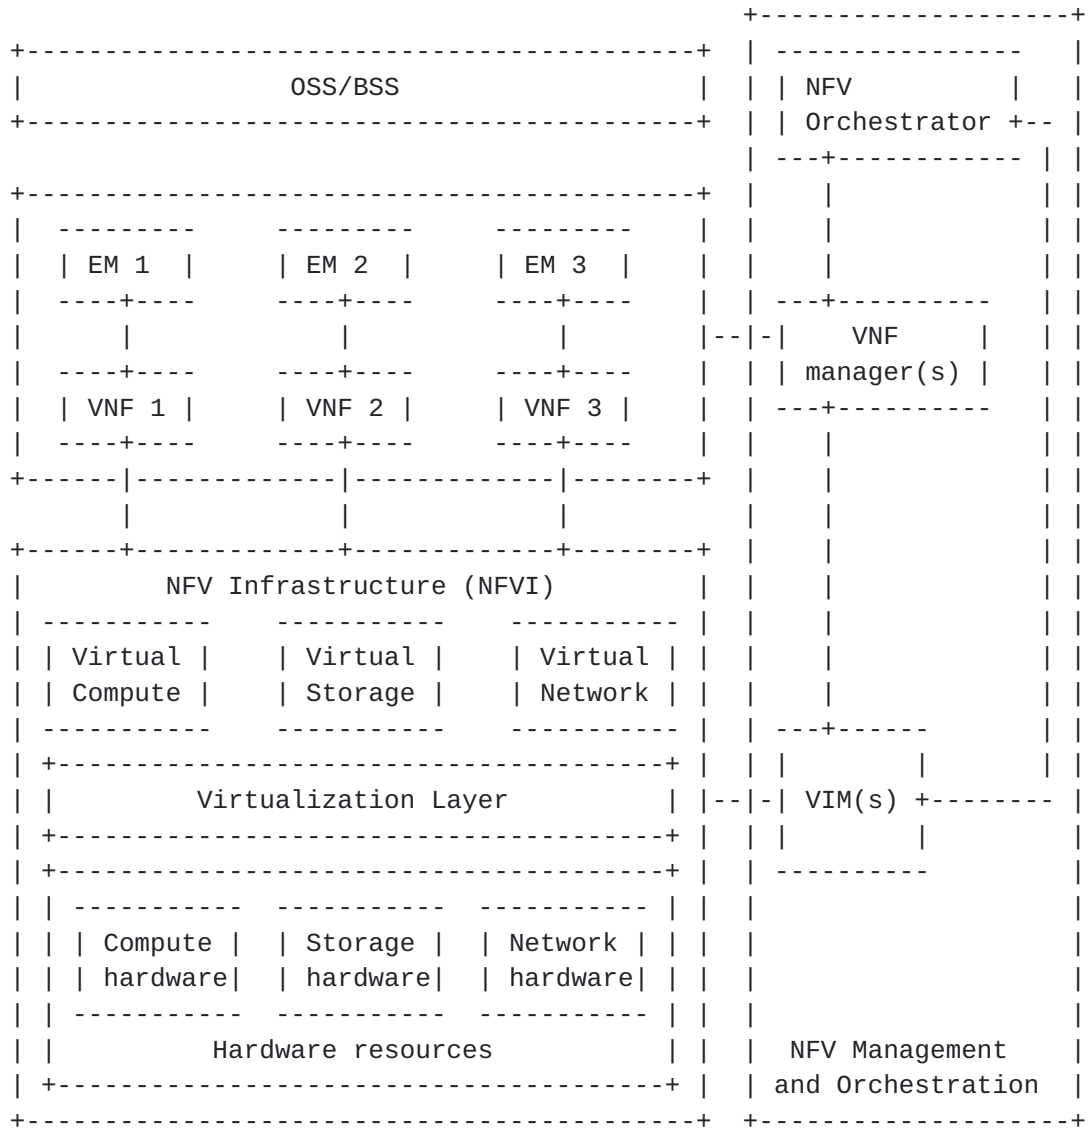 OSS/BSS
NFV
Orchestrator
EM 1 EM 2 EM 3
VNF
manager(s)
VNF 1 VNF 2 VNF 3
NFV Infrastructure (NFVI)
Virtual Virtual Virtual
Compute Storage Network
Virtualization Layer
VIM(s)
Compute Storage Network
hardware hardware hardware
Hardware resources
NFV Management
and Orchestration